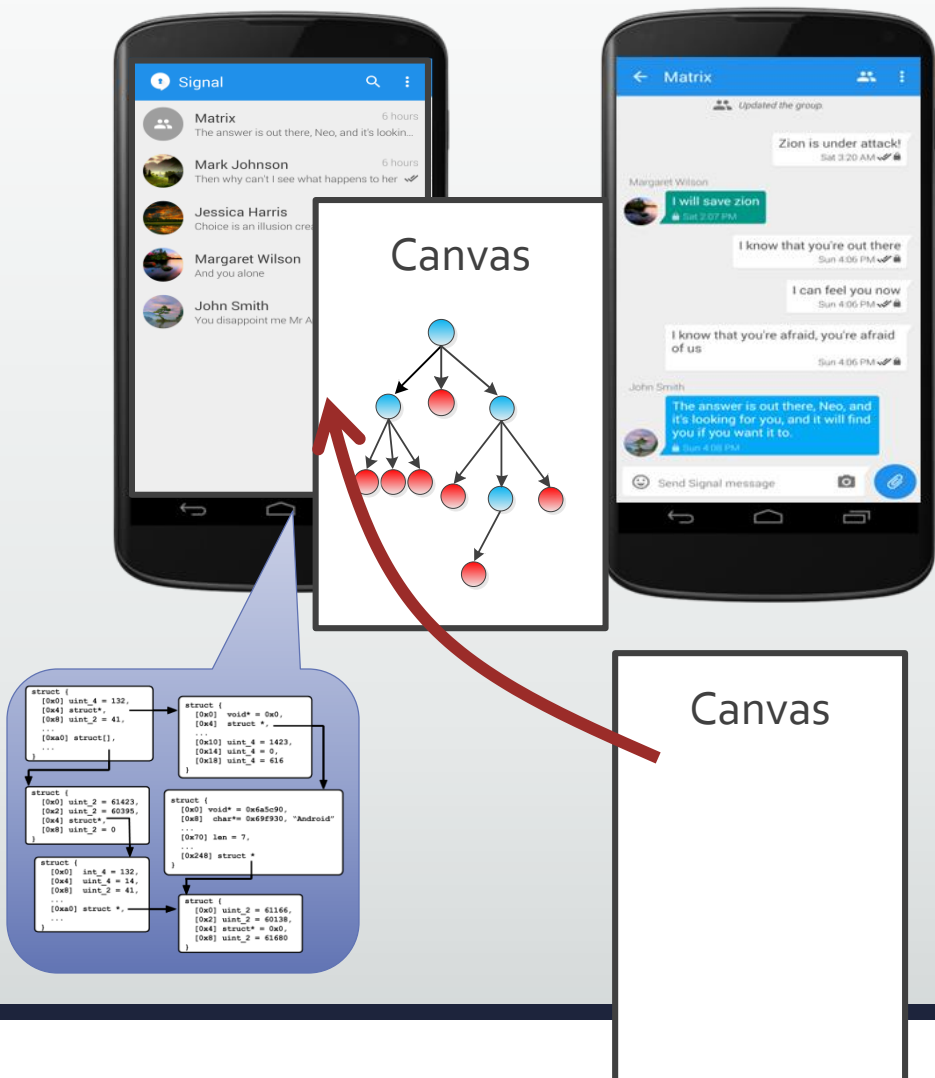 Signal
Matrix
6 hours
The answer is out there, Neo, and it's lookin...
Mark Johnson
6 hours
Then why can't I see what happens to her
Jessica Harris
Choice is an illusion
Margaret Wilson
And you alone
John Smith
You disappoint me Mr
Canvas
Matrix
Updated the group.
Zion is under attack!
Sat 3:20 AM
Margaret Wilson
I will save zion
Sat 2:07 PM
I know that you're out there
Sun 4:06 PM
I can feel you now
Sun 4:06 PM
I know that you're afraid, you're afraid
of us
Sun 4:06 PM
John Smith
The answer is out there, Neo, and
it's looking for you, and it will find
you if you want it to.
Sun 4:08 PM
Send Signal message
struct {
[0x0] uint_4 = 132,
[0x4] struct*,
[0x8] uint_2 = 41,
...
[0xa0] struct[],
...
}
struct {
[0x0] void* = 0x0,
[0x4] struct *,
...
[0x10] uint_4 = 1423,
[0x14] uint_4 = 0,
[0x18] uint_4 = 616
}
struct {
[0x0] uint_2 = 61423,
[0x2] uint_2 = 60395,
[0x4] struct*,
[0x8] uint_2 = 0
}
struct {
[0x0] void* = 0x6a5c90,
[0x8] char*= 0x69f930, "Android"
...
[0x70] len = 7,
...
[0x248] struct *
}
struct {
[0x0] int_4 = 132,
[0x4] uint_4 = 14,
[0x8] uint_2 = 41,
...
[0xa0] struct *,
...
}
struct {
[0x0] uint_2 = 61166,
[0x2] uint_2 = 60138,
[0x4] struct* = 0x0,
[0x8] uint_2 = 61680
}
Canvas